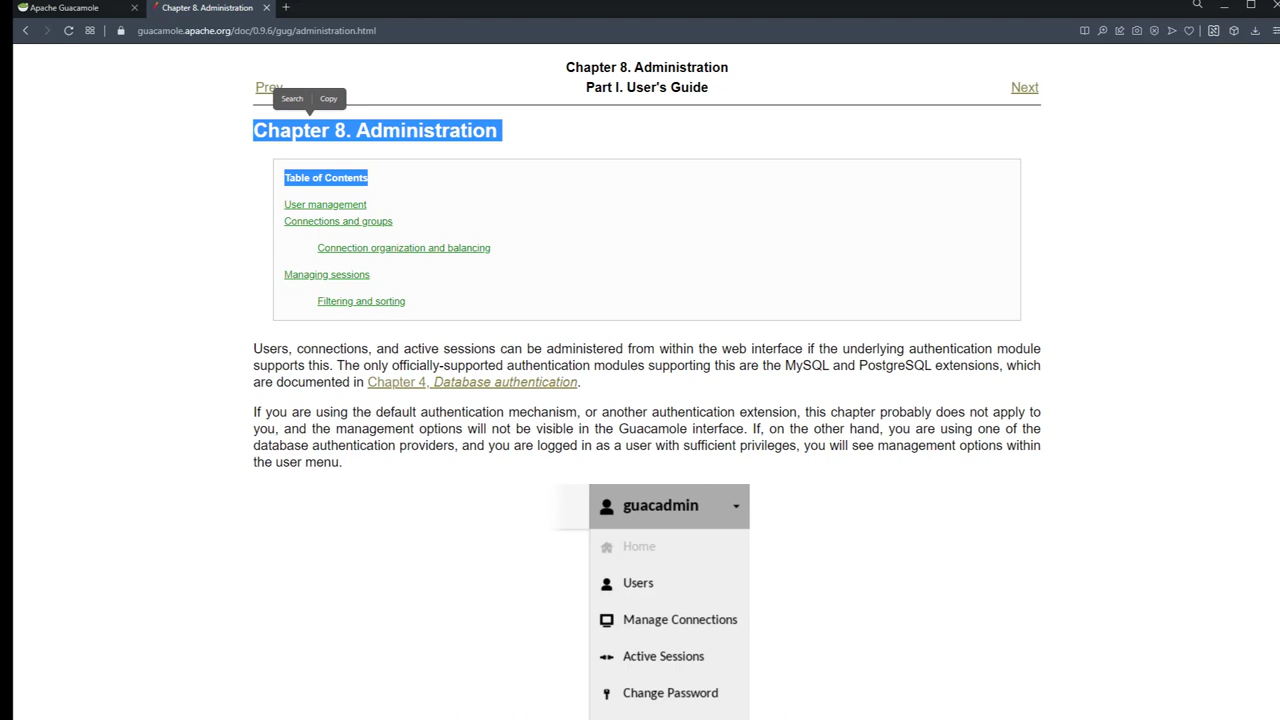 Apache Guacamole
Chapter 8. Administration
guacamole.apache.org/doc/0.9.6/gug/administration.html
Chapter 8. Administration
Prev Part I. User's Guide Next
Search Copy
Chapter 8. Administration
Table of Contents
User management
Connections and groups
Connection organization and balancing
Managing sessions
Filtering and sorting
Users, connections, and active sessions can be administered from within the web interface if the underlying authentication module
supports this. The only officially-supported authentication modules supporting this are the MySQL and PostgreSQL extensions, which
are documented in Chapter 4, Database authentication.
If you are using the default authentication mechanism, or another authentication extension, this chapter probably does not apply to
you, and the management options will not be visible in the Guacamole interface. If, on the other hand, you are using one of the
database authentication providers, and you are logged in as a user with sufficient privileges, you will see management options within
the user menu.
guacadmin
Home
Users
Manage Connections
Active Sessions
Change Password